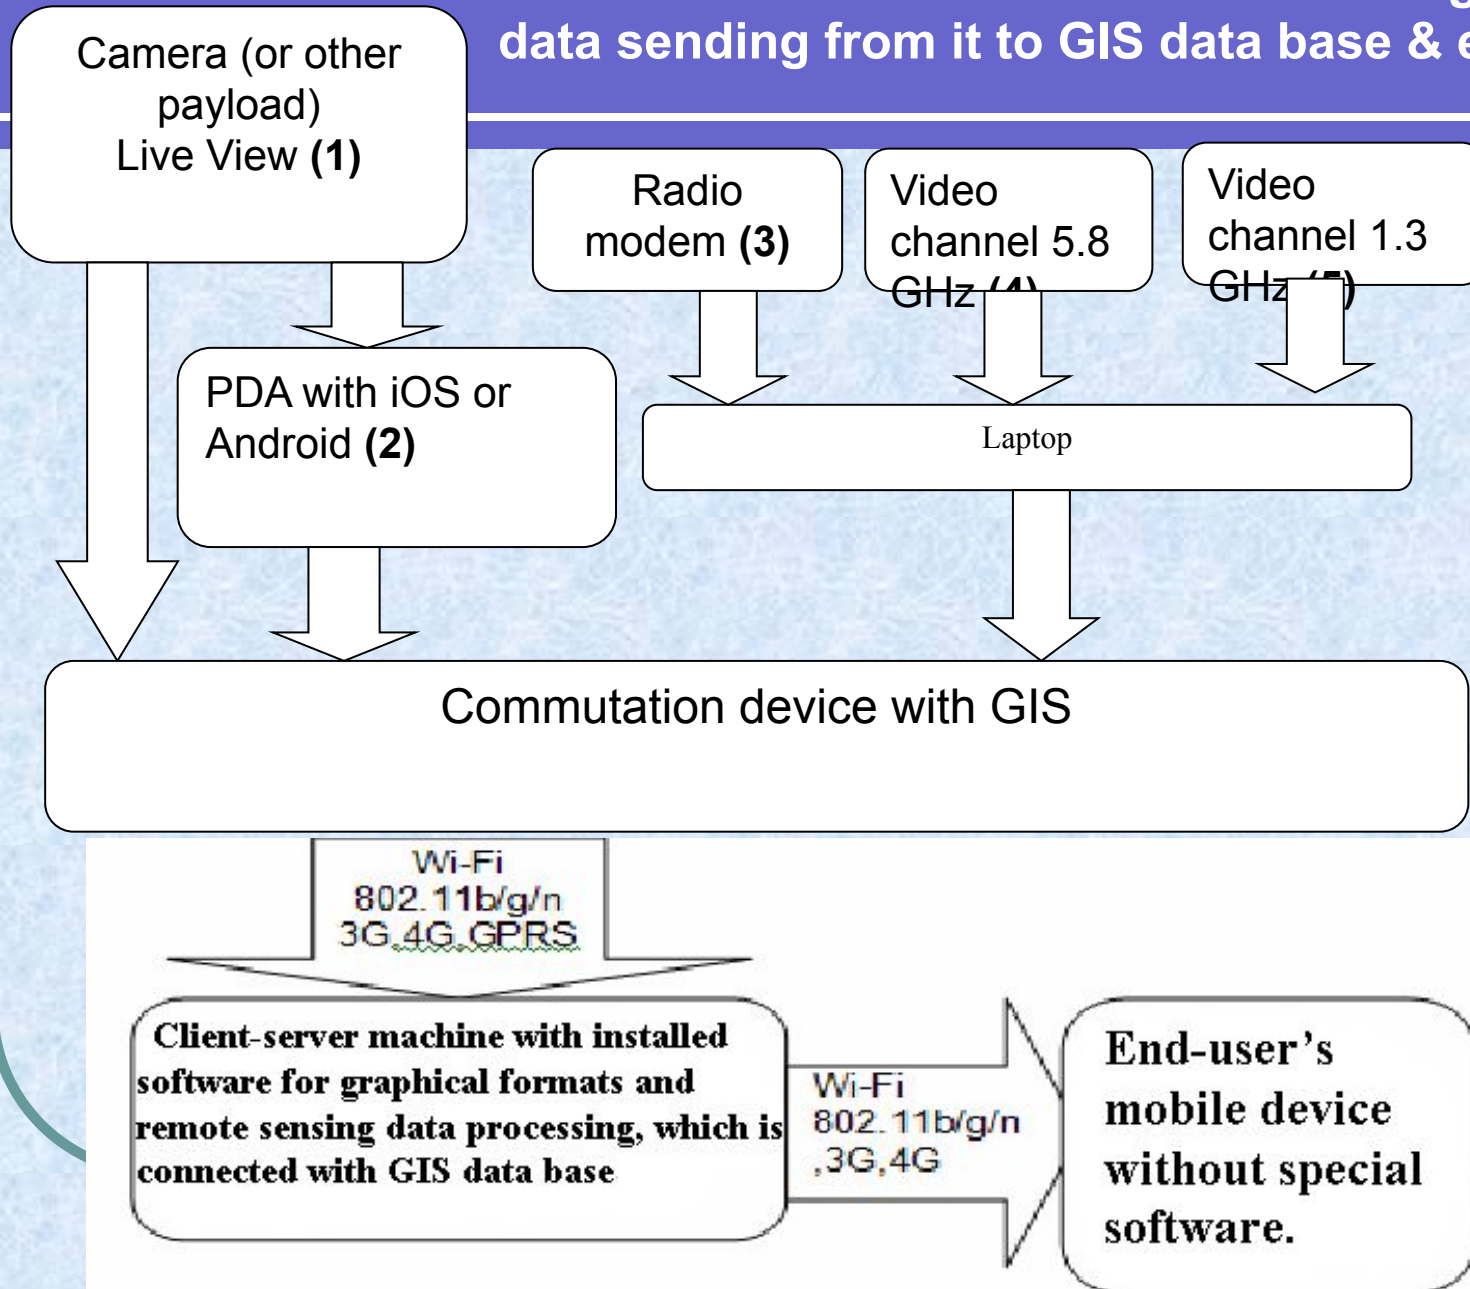 data sending from it to GIS data base &
Camera (or other
payload)
Live View (1)
Radio
modem (3)
Video
channel 5.8
GHz (4)
Video
channel 1.3
GHz (5)
PDA with iOS or
Android (2)
Laptop
Commutation device with GIS
Wi-Fi
802.11b/g/n
3G,4G,GPRS
Client-server machine with installed
software for graphical formats and
remote sensing data processing, which is
connected with GIS data base
Wi-Fi
802.11b/g/n
,3G,4G
End-user's
mobile device
without special
software.